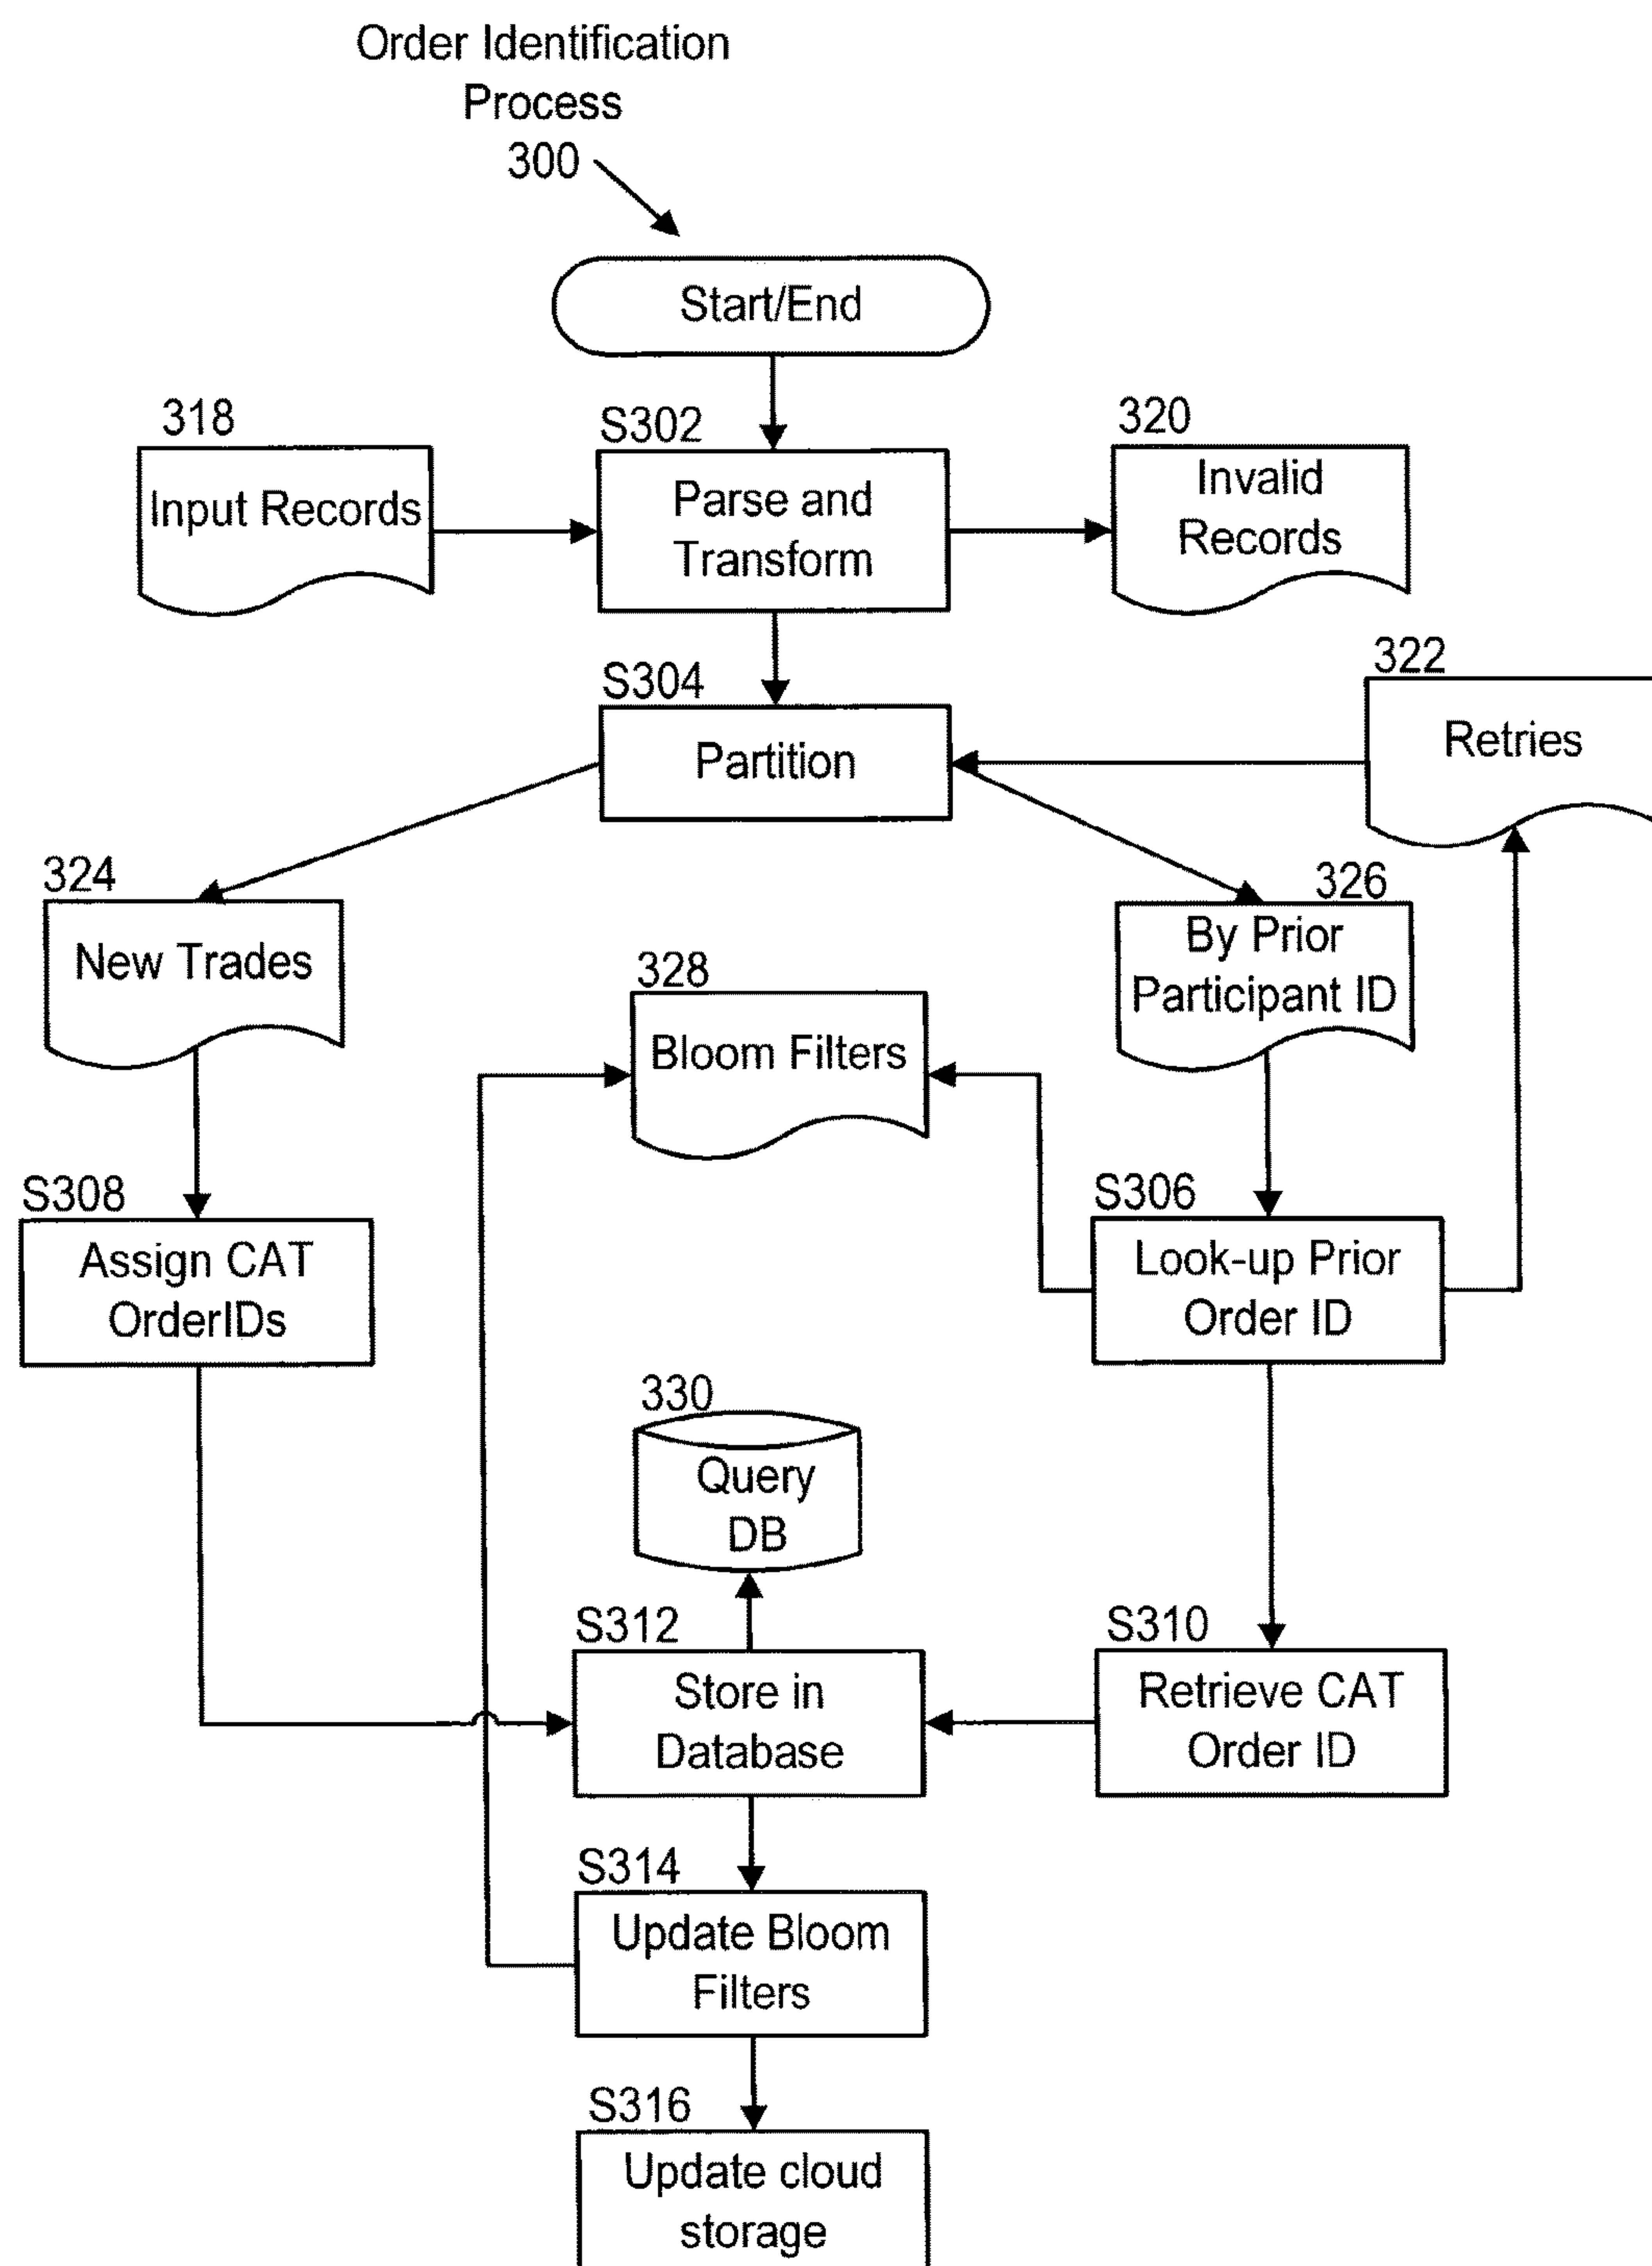 Order Identification
Process
300
Start/End
318
Input Records
S302
Parse and
Transform
320
Invalid
Records
S304
Partition
322
Retries
324
New Trades
326
By Prior
Participant ID
328
Bloom Filters
S308
Assign CAT
OrderIDs
S306
Look-up Prior
Order ID
330
Query
DB
S312
Store in
Database
S310
Retrieve CAT
Order ID
S314
Update Bloom
Filters
S316
Update cloud
storage